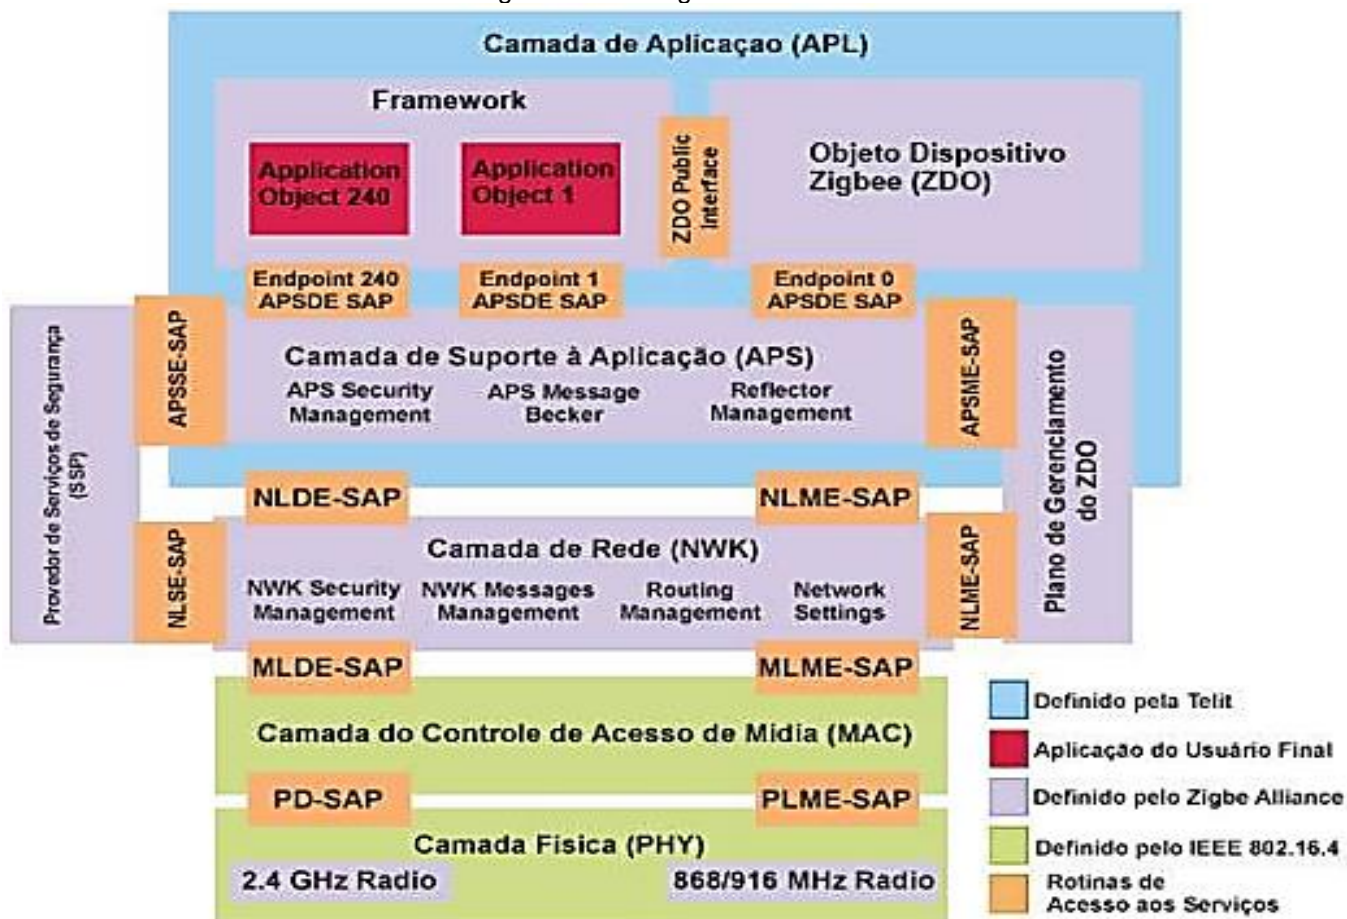 Camada de Aplicaçao (APL)
Framework
Application
Object 240
Application
Object 1
ZDO Public
Interface
Objeto Dispositivo
Zigbee (ZDO)
Endpoint 240
APSDE SAP
Endpoint 1
APSDE SAP
Endpoint 0
APSDE SAP
Provedor de Serviços de Segurança
(SSP)
APSSE-SAP
Camada de Suporte à Aplicação (APS)
APS Security
Management
APS Message
Becker
Reflector
Management
APSME-SAP
Plano de Gerenciamento
do ZDO
NLDE-SAP
NLME-SAP
NLSE-SAP
Camada de Rede (NWK)
NWK Security
Management
NWK Messages
Management
Routing
Management
Network
Settings
NLME-SAP
MLDE-SAP
MLME-SAP
Camada do Controle de Acesso de Mídia (MAC)
PD-SAP
PLME-SAP
Camada Física (PHY)
2.4 GHz Radio
868/916 MHz Radio
Definido pela Telit
Aplicação do Usuário Final
Definido pelo Zigbe Alliance
Definido pelo IEEE 802.16.4
Rotinas de
Acesso aos Serviços